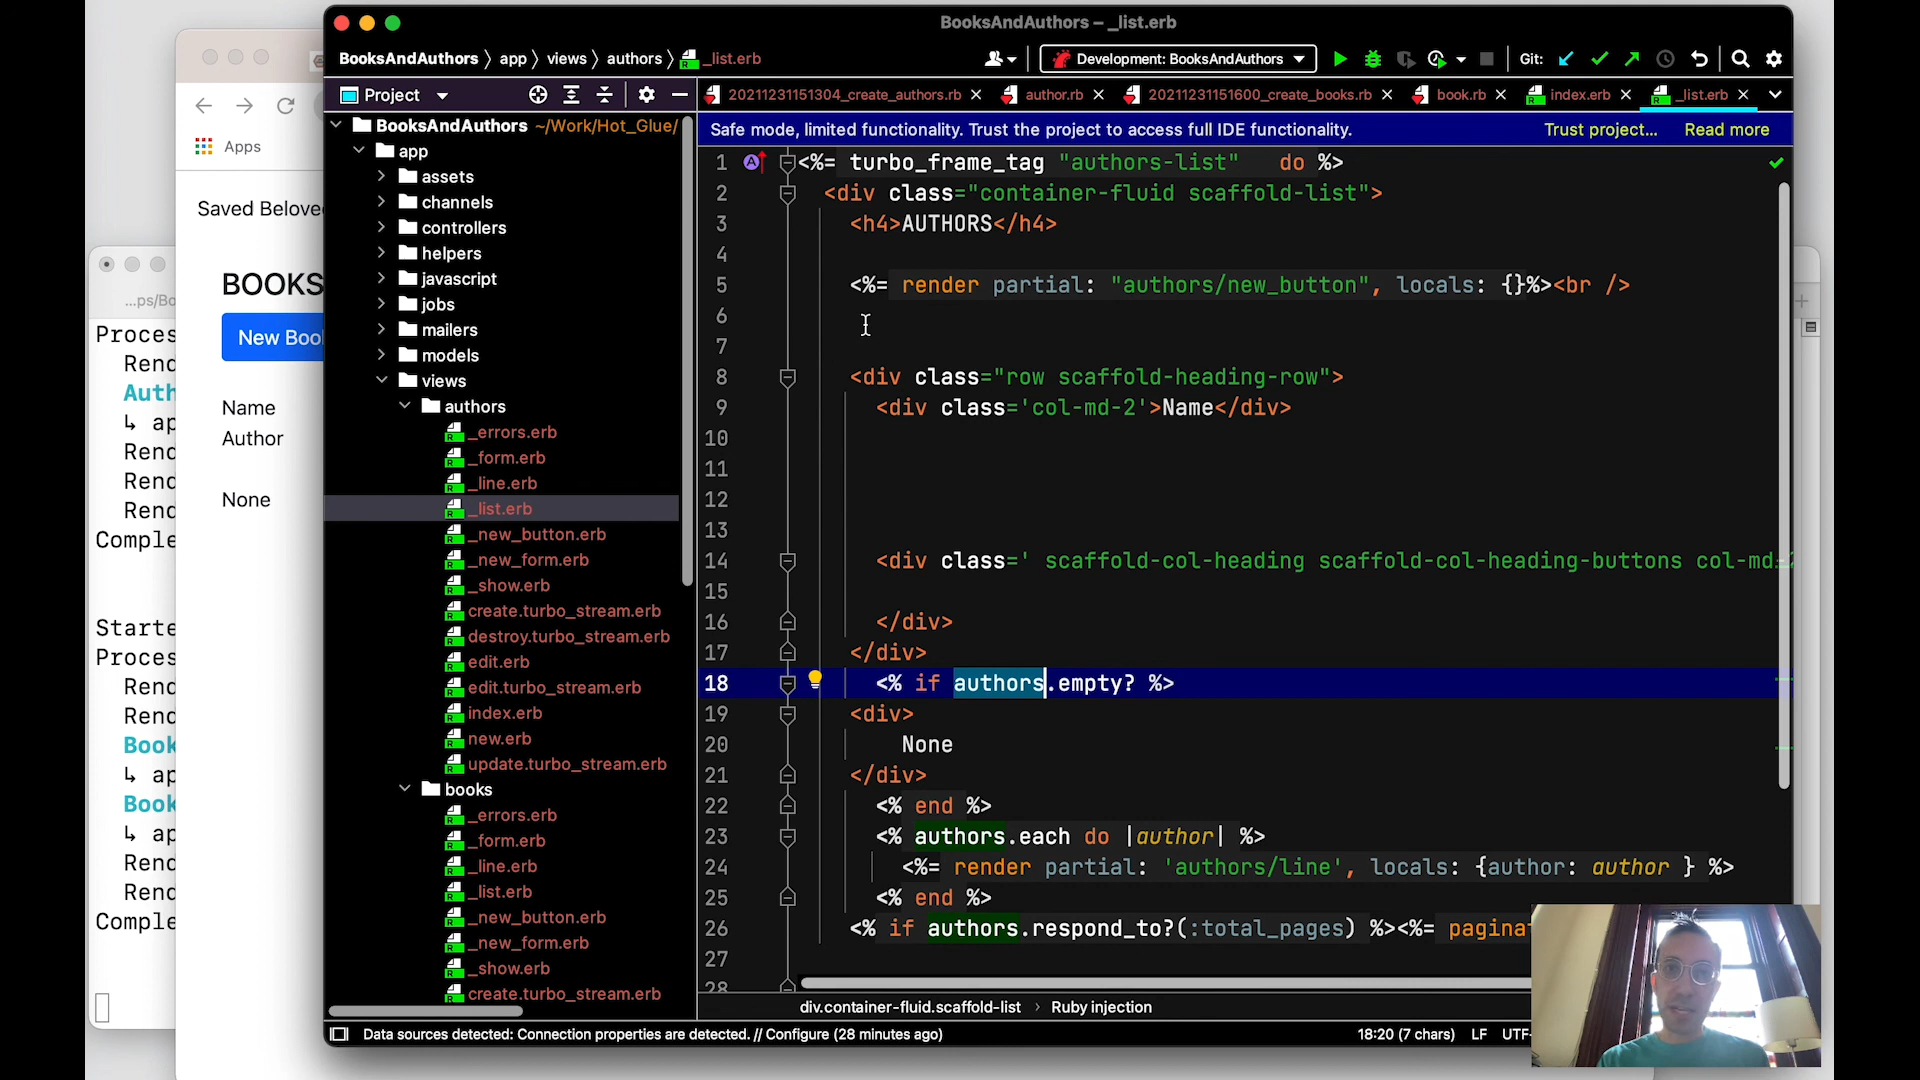 BooksAndAuthors – _list.erb
BooksAndAuthors 〉 app 〉 views 〉 authors 〉 _list.erb
Development: BooksAndAuthors
Git:
Project
20211231151304_create_authors.rb
author.rb
20211231151600_create_books.rb
book.rb
index.erb
_list.erb
Safe mode, limited functionality. Trust the project to access full IDE functionality.
Trust project...
Read more
BooksAndAuthors ~/Work/Hot_Glue/
app
assets
channels
controllers
helpers
javascript
jobs
mailers
models
views
authors
_errors.erb
_form.erb
_line.erb
_list.erb
_new_button.erb
_new_form.erb
_show.erb
create.turbo_stream.erb
destroy.turbo_stream.erb
edit.erb
edit.turbo_stream.erb
index.erb
new.erb
update.turbo_stream.erb
books
_errors.erb
_form.erb
_line.erb
_list.erb
_new_button.erb
_new_form.erb
_show.erb
create.turbo_stream.erb
1 <%= turbo_frame_tag "authors-list"   do %>
2 <div class="container-fluid scaffold-list">
3 <h4>AUTHORS</h4>
4
5 <%= render partial: "authors/new_button", locals: {}%><br />
6
7
8 <div class="row scaffold-heading-row">
9 <div class='col-md-2'>Name</div>
10
11
12
13
14 <div class=' scaffold-col-heading scaffold-col-heading-buttons col-md-2
15
16 </div>
17 </div>
18 <% if authors.empty? %>
19 <div>
20 None
21 </div>
22 <% end %>
23 <% authors.each do |author| %>
24 <%= render partial: 'authors/line', locals: {author: author } %>
25 <% end %>
26 <% if authors.respond_to?(:total_pages) %><%= pagina
27
28
div.container-fluid.scaffold-list › Ruby injection
Data sources detected: Connection properties are detected. // Configure (28 minutes ago)
18:20 (7 chars)
LF
UTF-
Apps
Saved Belove
BOOKS
New Boo
Name
Author
None
...ps/Bo
Proces
Rend
Auth
↳ ap
Rend
Rend
Rend
Comple
Starte
Proces
Rend
Rend
Book
↳ ap
Book
↳ ap
Rend
Rend
Comple